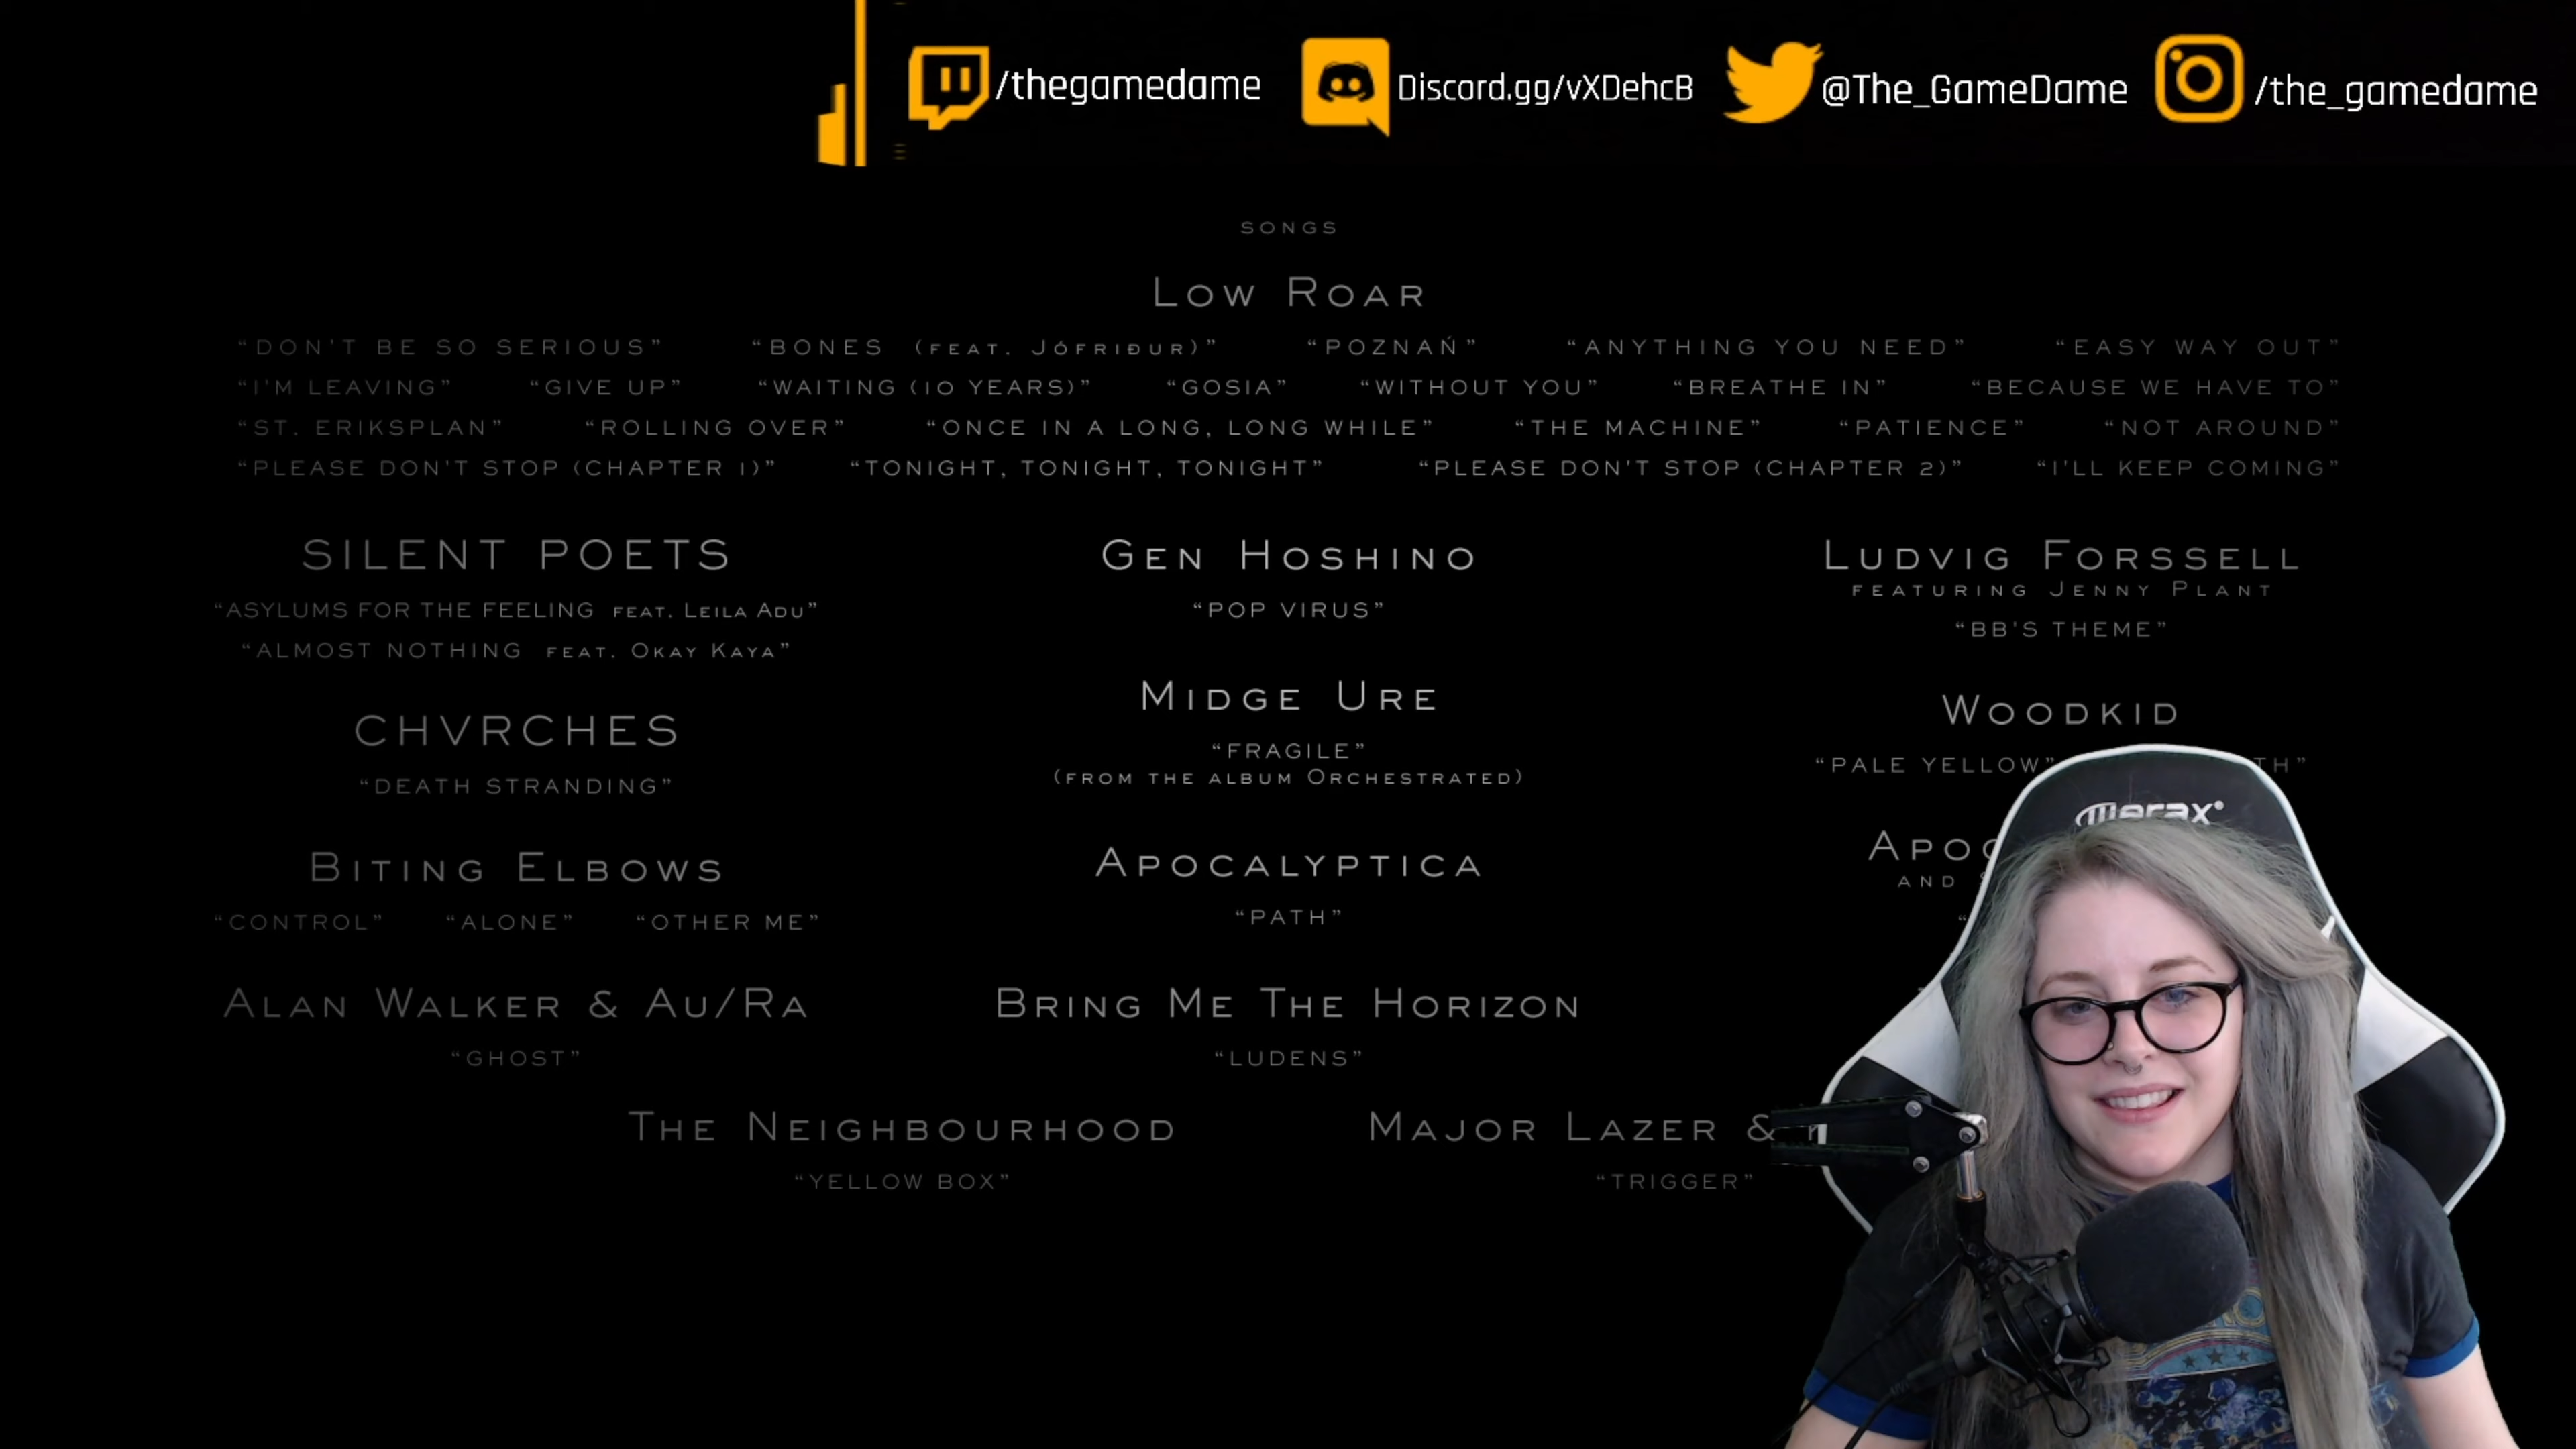 /thegamedame Discord.gg/vXDehcB @The_GameDame /the_gamedame
SONGS
LOW ROAR
“DON'T BE SO SERIOUS” “BONES (FEAT. JÓFRIÐUR)” “POZNAŃ” “ANYTHING YOU NEED” “EASY WAY OUT”
“I'M LEAVING” “GIVE UP” “WAITING (10 YEARS)” “GOSIA” “WITHOUT YOU” “BREATHE IN” “BECAUSE WE HAVE TO”
“ST. ERIKSPLAN” “ROLLING OVER” “ONCE IN A LONG, LONG WHILE” “THE MACHINE” “PATIENCE” “NOT AROUND”
“PLEASE DON'T STOP (CHAPTER 1)” “TONIGHT, TONIGHT, TONIGHT” “PLEASE DON'T STOP (CHAPTER 2)” “I'LL KEEP COMING”
SILENT POETS
“ASYLUMS FOR THE FEELING FEAT. LEILA ADU”
“ALMOST NOTHING FEAT. OKAY KAYA”
GEN HOSHINO
“POP VIRUS”
LUDVIG FORSSELL
FEATURING JENNY PLANT
“BB'S THEME”
CHVRCHES
“DEATH STRANDING”
MIDGE URE
“FRAGILE”
(FROM THE ALBUM ORCHESTRATED)
WOODKID
“PALE YELLOW”
BITING ELBOWS
“CONTROL” “ALONE” “OTHER ME”
APOCALYPTICA
“PATH”
AND
ALAN WALKER & AU/RA
“GHOST”
BRING ME THE HORIZON
“LUDENS”
THE NEIGHBOURHOOD
“YELLOW BOX”
MAJOR LAZER &
“TRIGGER”